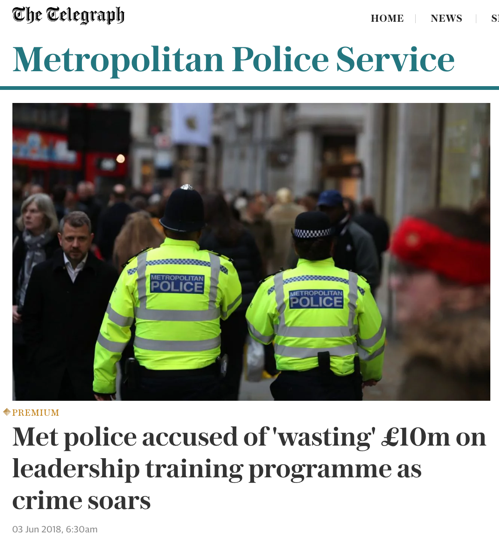 The Telegraph
HOME NEWS
Metropolitan Police Service
METROPOLITAN
POLICE
METROPOLITAN
POLICE
PREMIUM
Met police accused of 'wasting' £10m on
leadership training programme as
crime soars
03 Jun 2018, 6:30am